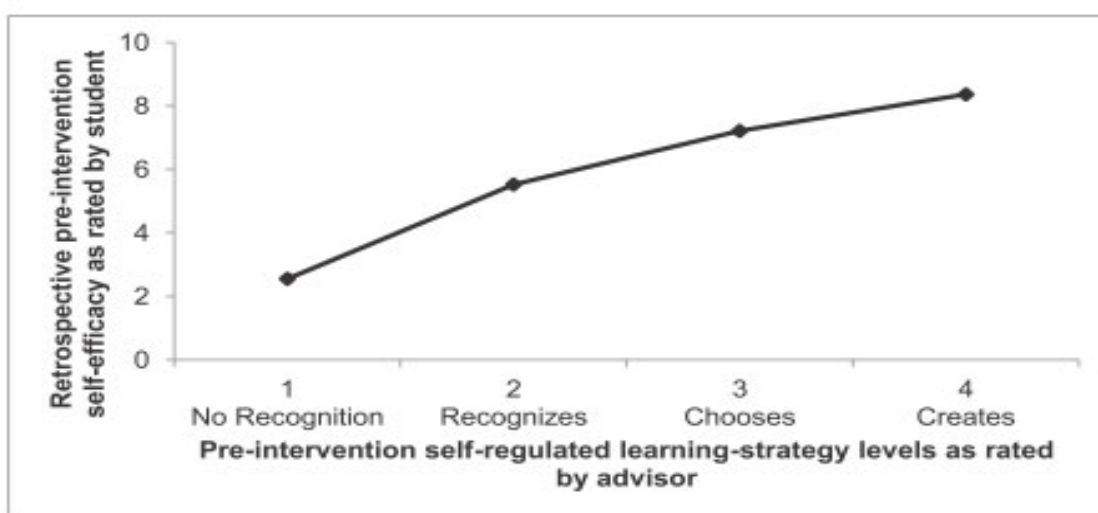 Retrospective pre-intervention
self-efficacy as rated by student
10
8
6
4
2
0
1 2 3 4
No Recognition Recognizes Chooses Creates
Pre-intervention self-regulated learning-strategy levels as rated
by advisor